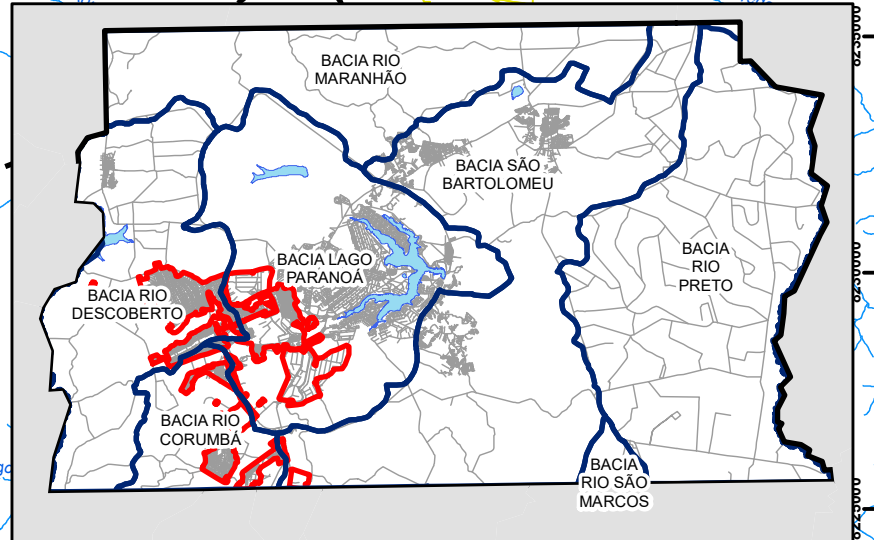 BACIA RIO
MARANHÃO
BACIA SÃO
BARTOLOMEU
BACIA LAGO
PARANOÁ
BACIA
RIO
PRETO
BACIA RIO
DESCOBERTO
BACIA RIO
CORUMBÁ
BACIA
RIO SÃO
MARCOS